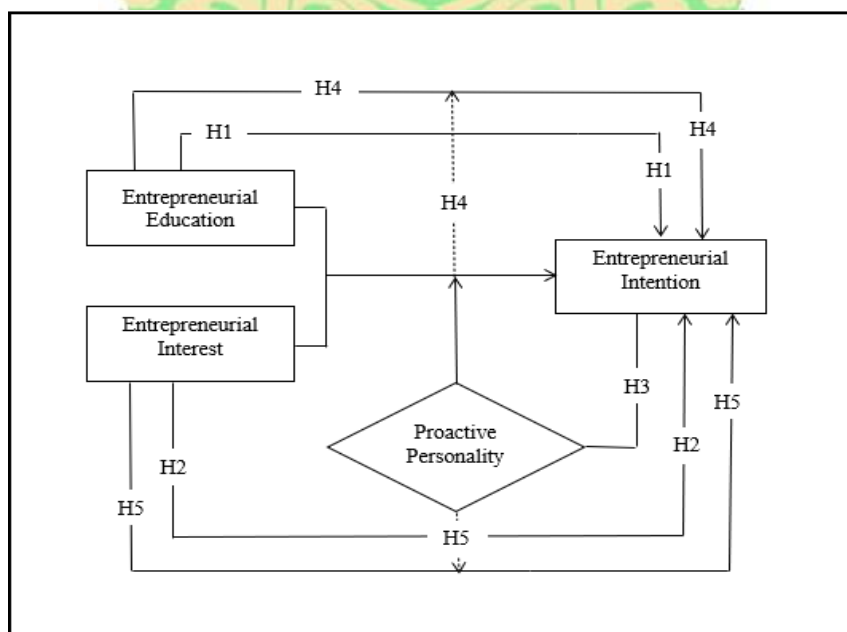 H4
H1
H4
H1
Entrepreneurial
Education
H4
Entrepreneurial
Intention
Entrepreneurial
Interest
H3
H5
Proactive
Personality
H2
H2
H5
H5